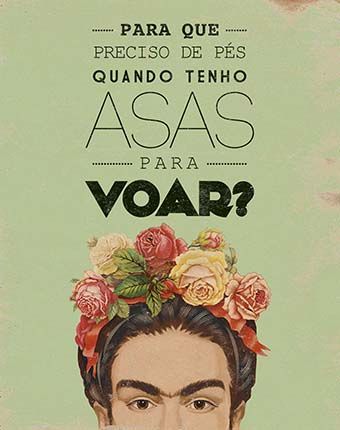 PARA QUE
PRECISO DE PÉS
QUANDO TENHO
ASAS
PARA
VOAR?